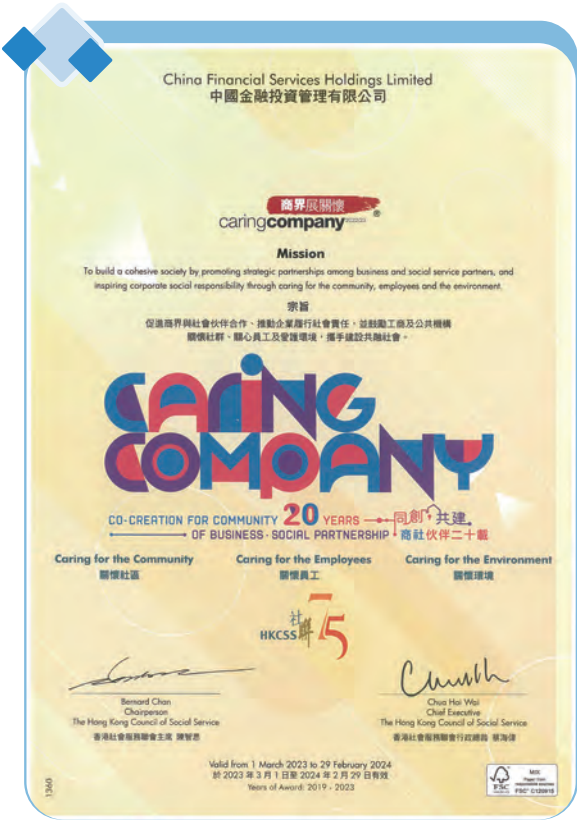 China Financial Services Holdings Limited
中國金融投資管理有限公司
商界展關懷
caringcompany
®
Mission
To build a cohesive society by promoting strategic partnerships among business and social service partners, and
inspiring corporate social responsibility through caring for the community, employees and the environment.
宗旨
促進商界與社會伙伴合作、推動企業履行社會責任，並鼓勵工商及公共機構
關懷社群、關心員工及愛護環境，攜手建設共融社會。
CARING
COMPANY
CO-CREATION FOR COMMUNITY 20 YEARS 同創 共建
OF BUSINESS·SOCIAL PARTNERSHIP 商社伙伴二十載
Caring for the Community Caring for the Employees Caring for the Environment
關懷社區 關懷員工 關懷環境
HKCSS 社聯 75
Bernard Chan
Chairperson
The Hong Kong Council of Social Service
香港社會服務聯會主席 陳智思
Chua Hoi Wai
Chief Executive
The Hong Kong Council of Social Service
香港社會服務聯會行政總裁 蔡海偉
Valid from 1 March 2023 to 29 February 2024
於 2023 年 3 月 1 日至 2024 年 2 月 29 日有效
Years of Award: 2019 - 2023
1360
FSC
MIX
FSC® C120919